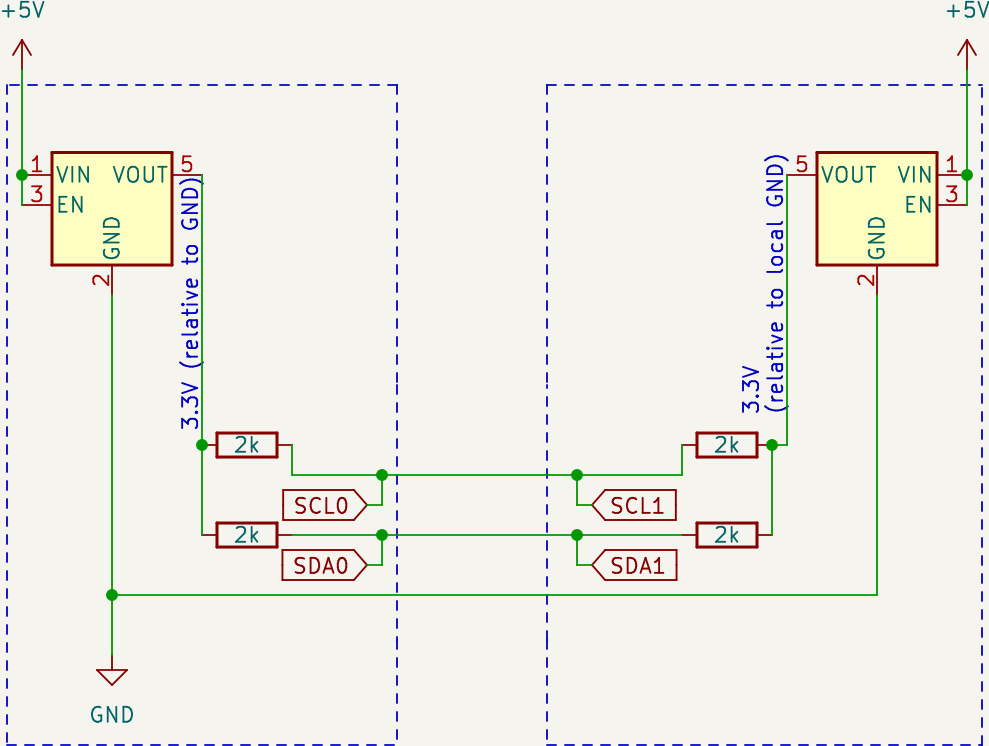 +5V
+5V
1
VIN
VOUT
5
3
EN
GND
2
3.3V (relative to GND)
5
VOUT
VIN
1
EN
3
GND
2
3.3V
(relative to local GND)
2k
2k
SCL0
SCL1
2k
2k
SDA0
SDA1
GND